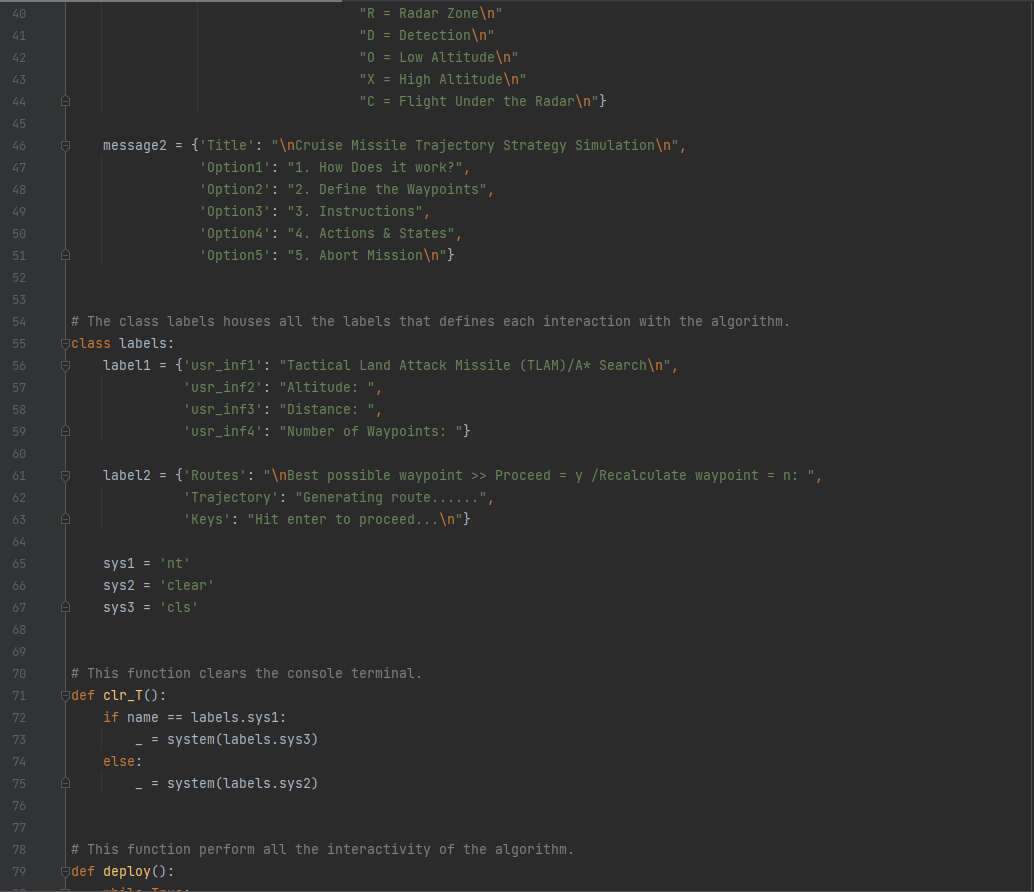 40 "R = Radar Zone\n"
41 "D = Detection\n"
42 "O = Low Altitude\n"
43 "X = High Altitude\n"
44 "C = Flight Under the Radar\n"}
45
46 message2 = {'Title': "\nCruise Missile Trajectory Strategy Simulation\n",
47 'Option1': "1. How Does it work?",
48 'Option2': "2. Define the Waypoints",
49 'Option3': "3. Instructions",
50 'Option4': "4. Actions & States",
51 'Option5': "5. Abort Mission\n"}
52
53
54 # The class labels houses all the labels that defines each interaction with the algorithm.
55 class labels:
56 label1 = {'usr_inf1': "Tactical Land Attack Missile (TLAM)/A* Search\n",
57 'usr_inf2': "Altitude: ",
58 'usr_inf3': "Distance: ",
59 'usr_inf4': "Number of Waypoints: "}
60
61 label2 = {'Routes': "\nBest possible waypoint >> Proceed = y /Recalculate waypoint = n: ",
62 'Trajectory': "Generating route......",
63 'Keys': "Hit enter to proceed...\n"}
64
65 sys1 = 'nt'
66 sys2 = 'clear'
67 sys3 = 'cls'
68
69
70 # This function clears the console terminal.
71 def clr_T():
72 if name == labels.sys1:
73 _ = system(labels.sys3)
74 else:
75 _ = system(labels.sys2)
76
77
78 # This function perform all the interactivity of the algorithm.
79 def deploy():
80 while True: